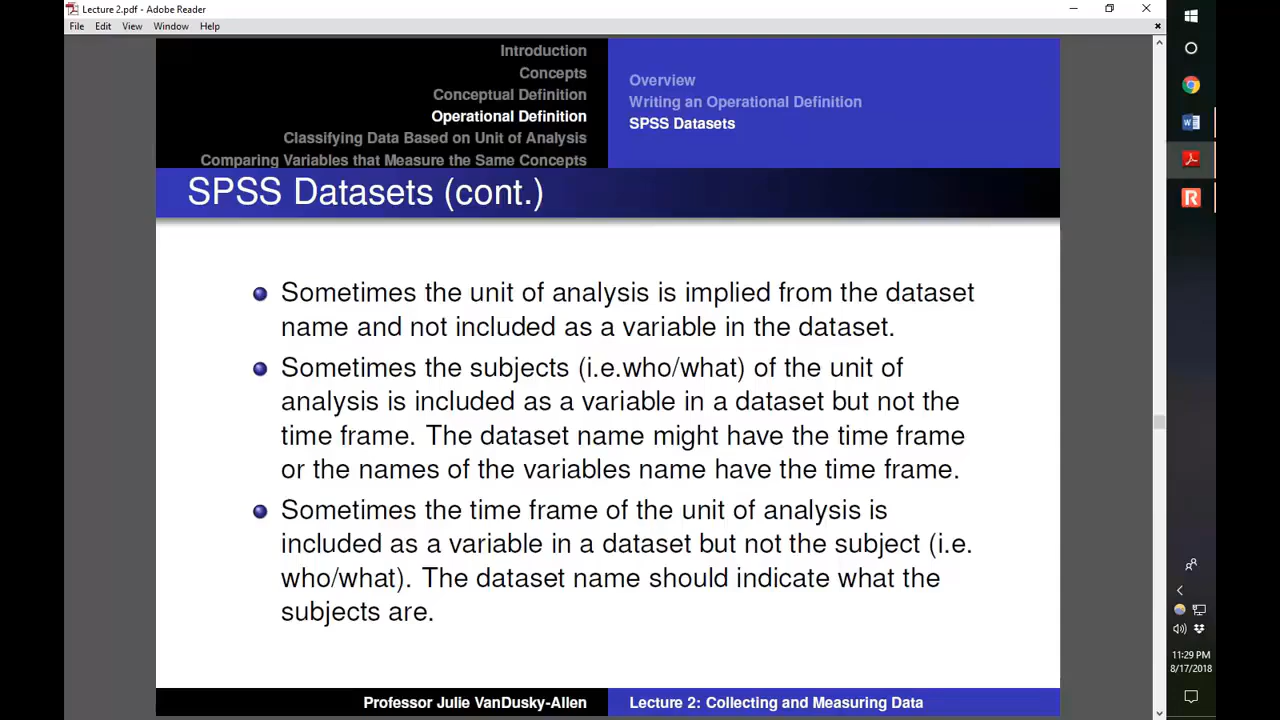 Lecture 2.pdf - Adobe Reader
File Edit View Window Help
Introduction
Concepts
Conceptual Definition
Operational Definition
Classifying Data Based on Unit of Analysis
Comparing Variables that Measure the Same Concepts
Overview
Writing an Operational Definition
SPSS Datasets
SPSS Datasets (cont.)
Sometimes the unit of analysis is implied from the dataset
name and not included as a variable in the dataset.
Sometimes the subjects (i.e.who/what) of the unit of
analysis is included as a variable in a dataset but not the
time frame. The dataset name might have the time frame
or the names of the variables name have the time frame.
Sometimes the time frame of the unit of analysis is
included as a variable in a dataset but not the subject (i.e.
who/what). The dataset name should indicate what the
subjects are.
Professor Julie VanDusky-Allen
Lecture 2: Collecting and Measuring Data
11:29 PM
8/17/2018